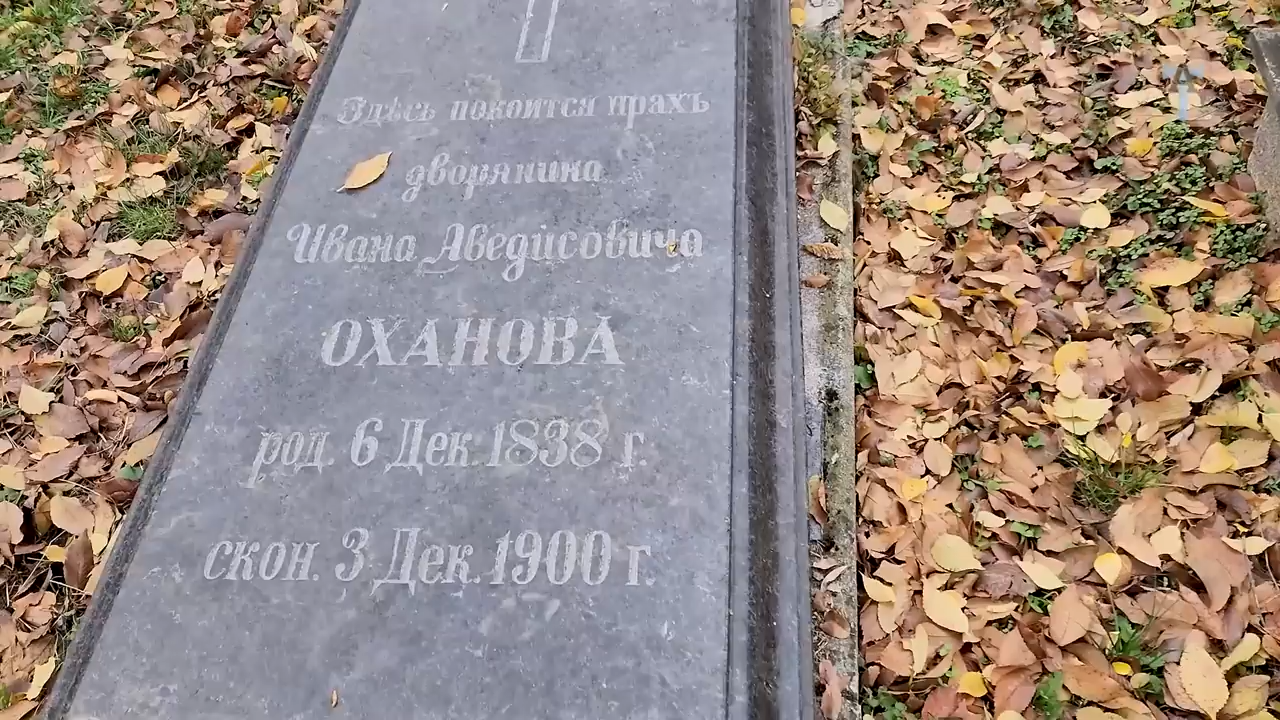 Здѣсь покоится прахъ
дворянина
Ивана Аведисовича
ОХАНОВА
род. 6 Дек. 1838 г.
скон. 3 Дек. 1900 г.